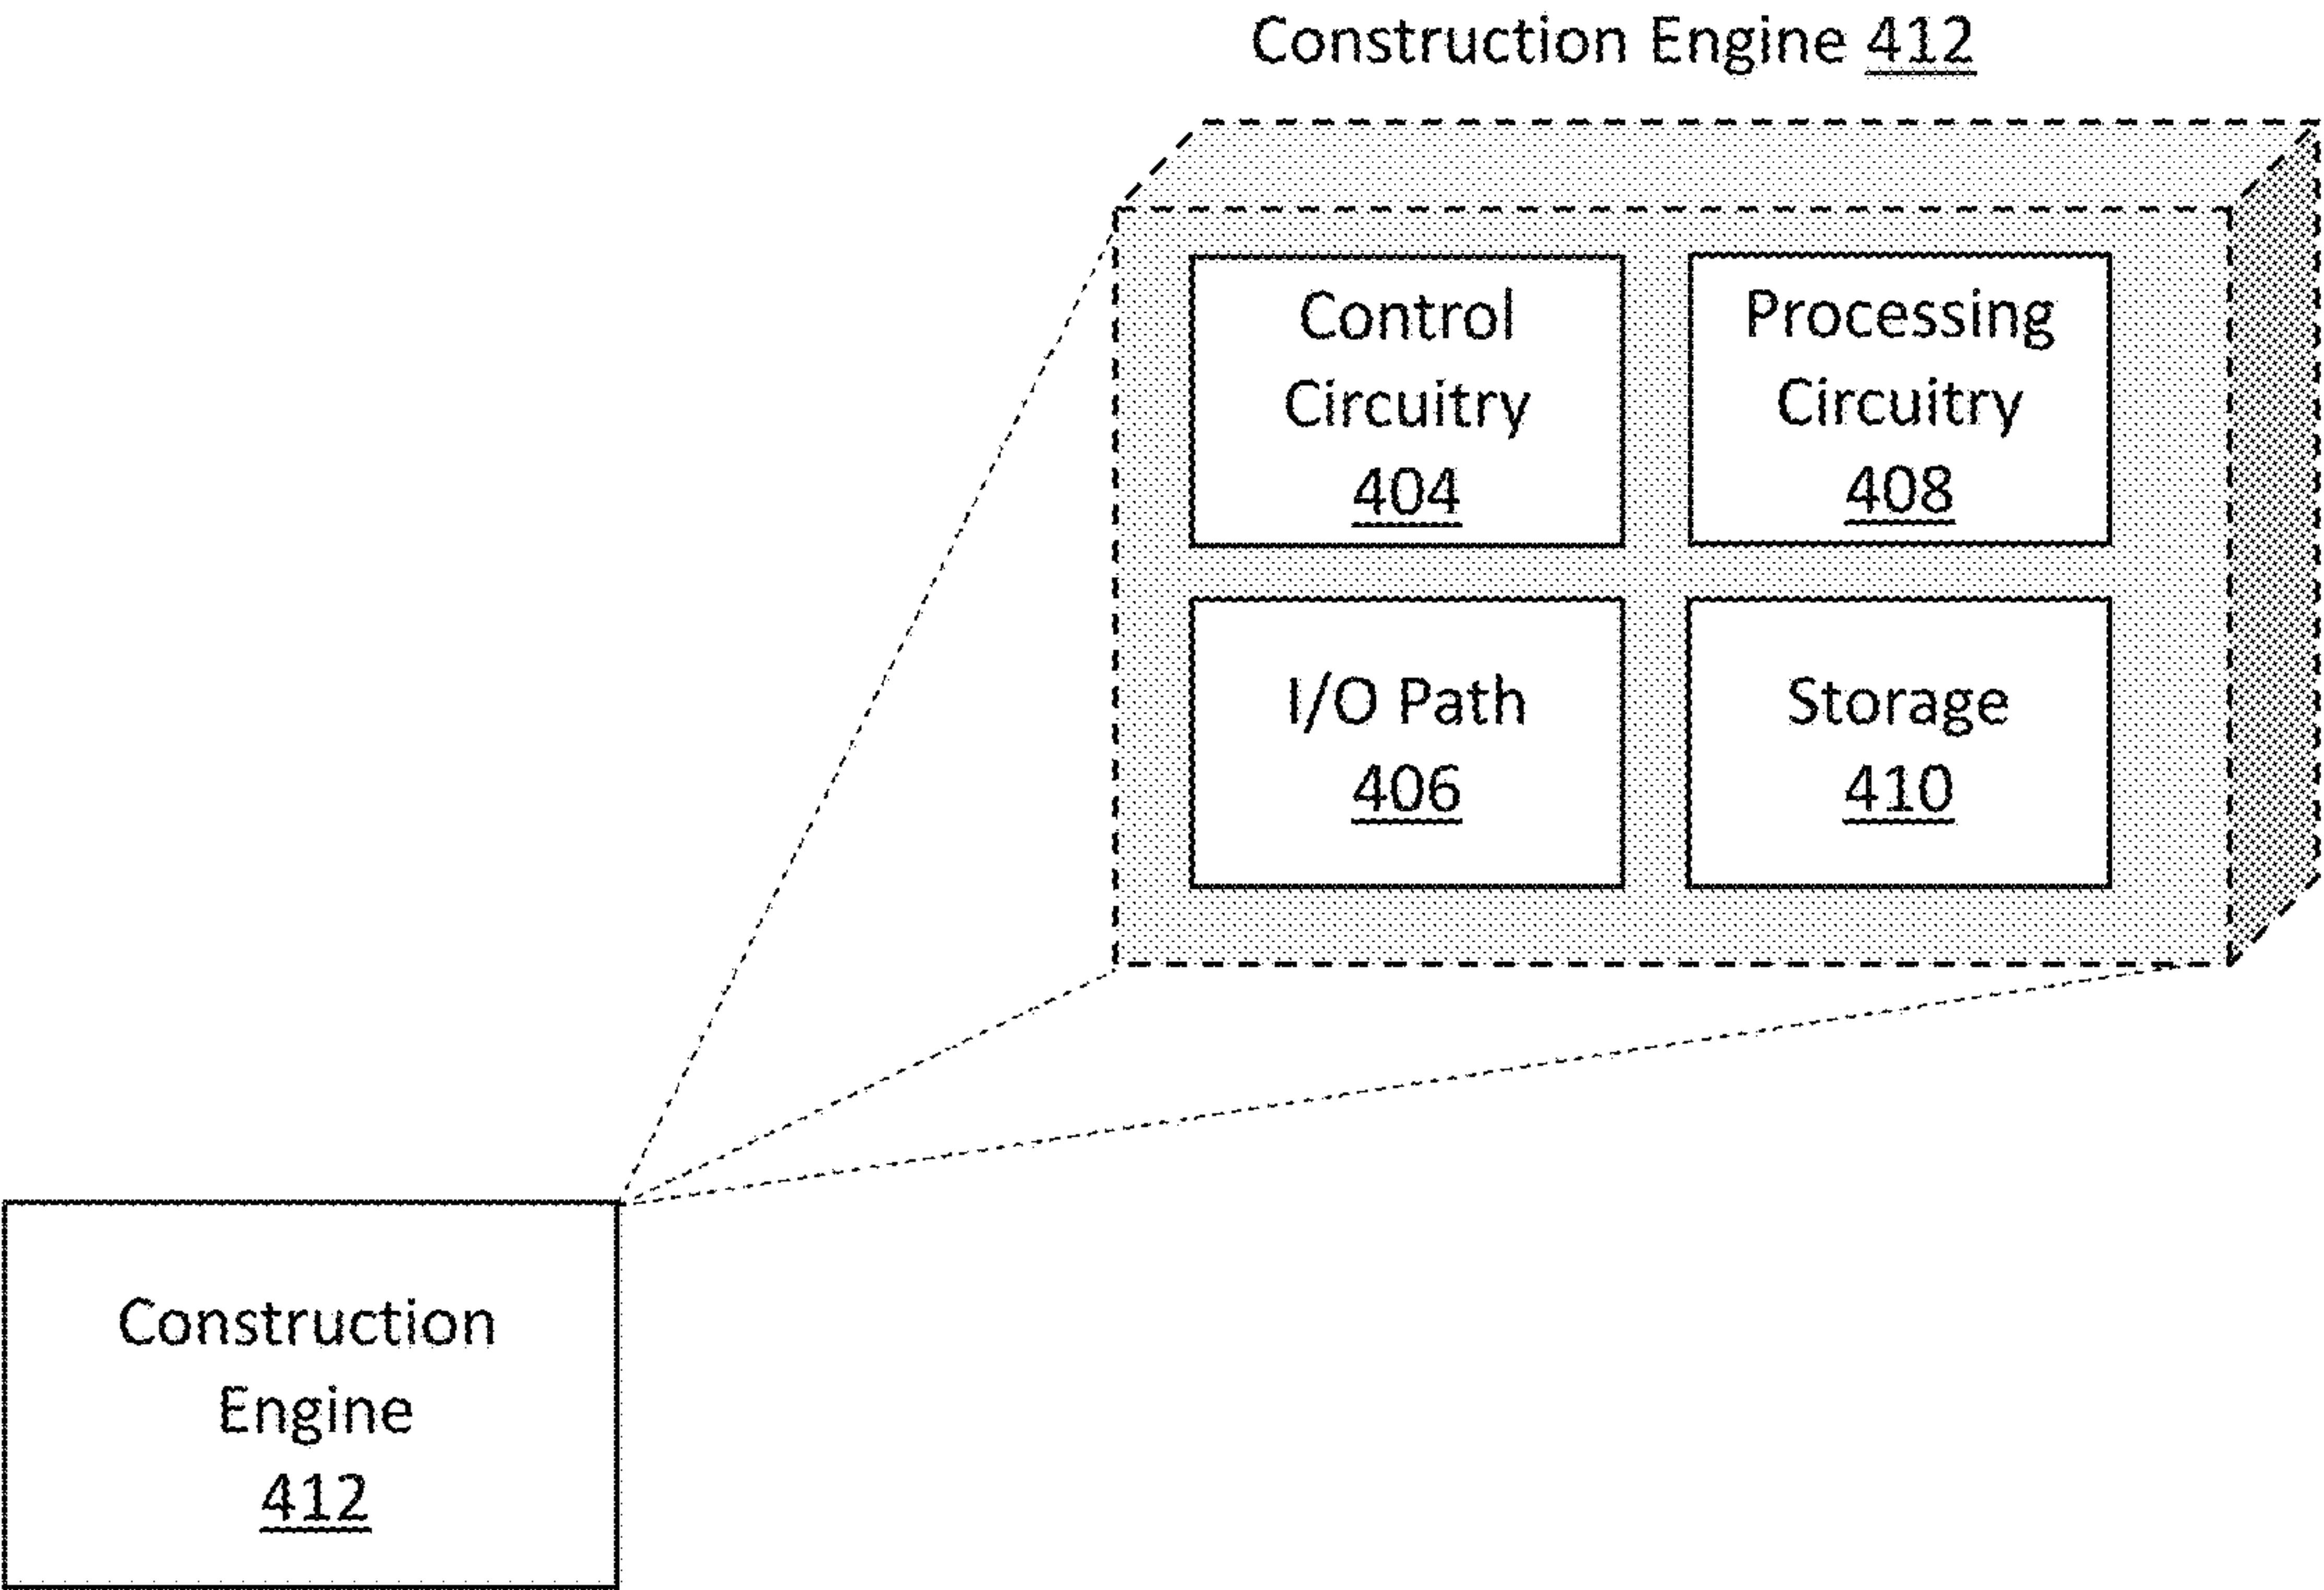 Construction Engine 412
Control
Circuitry
404
Processing
Circuitry
408
I/O Path
406
Storage
410
Construction
Engine
412